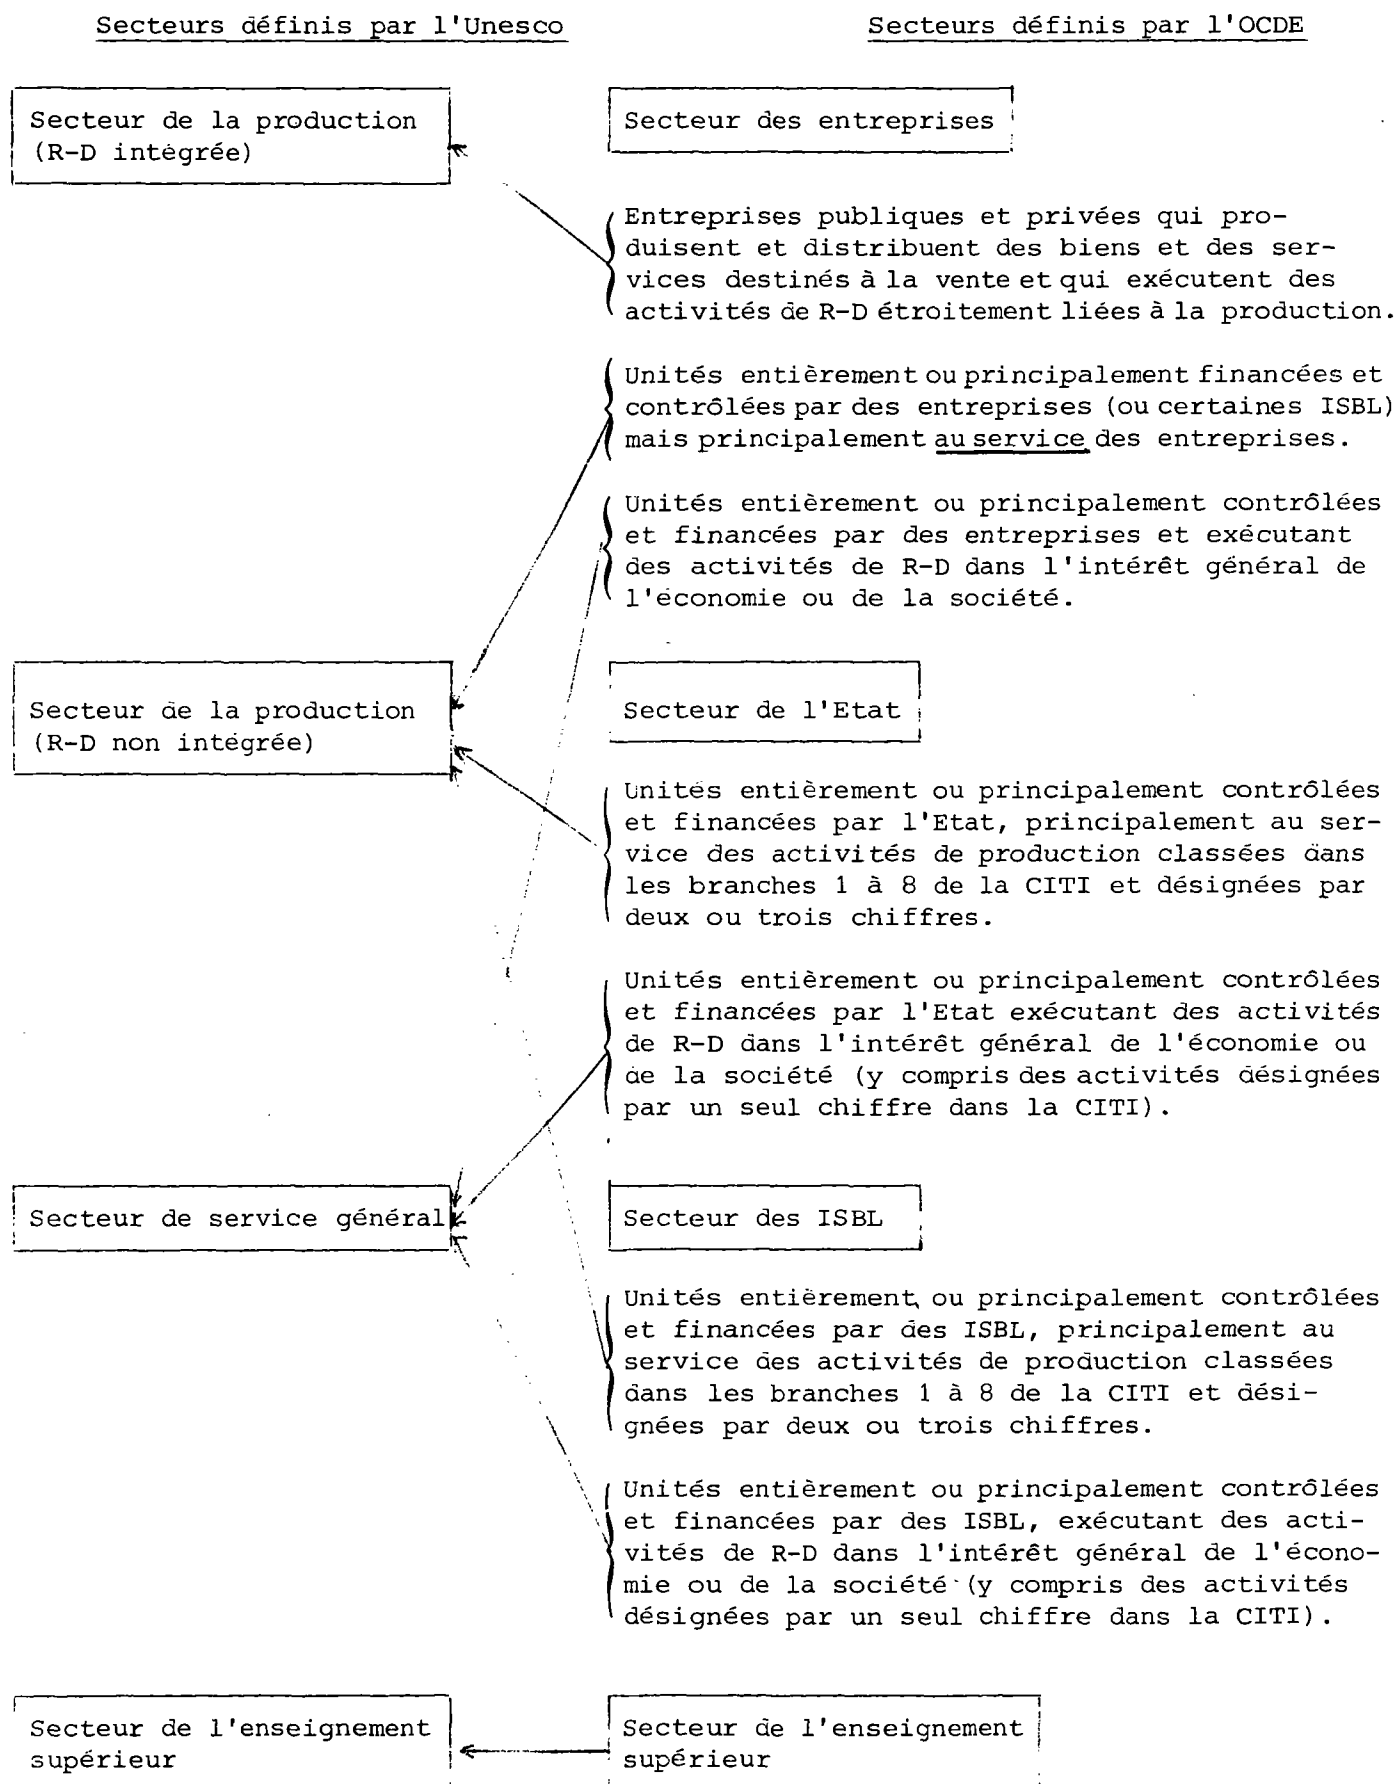 Secteurs définis par l'Unesco
Secteurs définis par l'OCDE
Secteur de la production
(R-D intégrée)
Secteur des entreprises
Entreprises publiques et privées qui pro-
duisent et distribuent des biens et des ser-
vices destinés à la vente et qui exécutent des
activités de R-D étroitement liées à la production.
Unités entièrement ou principalement financées et
contrôlées par des entreprises (ou certaines ISBL)
mais principalement au service des entreprises.
Unités entièrement ou principalement contrôlées
et financées par des entreprises et exécutant
des activités de R-D dans l'intérêt général de
l'économie ou de la société.
Secteur de la production
(R-D non intégrée)
Secteur de l'Etat
Unités entièrement ou principalement contrôlées
et financées par l'Etat, principalement au ser-
vice des activités de production classées dans
les branches 1 à 8 de la CITI et désignées par
deux ou trois chiffres.
Unités entièrement ou principalement contrôlées
et financées par l'Etat exécutant des activités
de R-D dans l'intérêt général de l'économie ou
de la société (y compris des activités désignées
par un seul chiffre dans la CITI).
Secteur de service général
Secteur des ISBL
Unités entièrement ou principalement contrôlées
et financées par des ISBL, principalement au
service des activités de production classées
dans les branches 1 à 8 de la CITI et dési-
gnées par deux ou trois chiffres.
Unités entièrement ou principalement contrôlées
et financées par des ISBL, exécutant des acti-
vités de R-D dans l'intérêt général de l'écono-
mie ou de la société (y compris des activités
désignées par un seul chiffre dans la CITI).
Secteur de l'enseignement
supérieur
Secteur de l'enseignement
supérieur